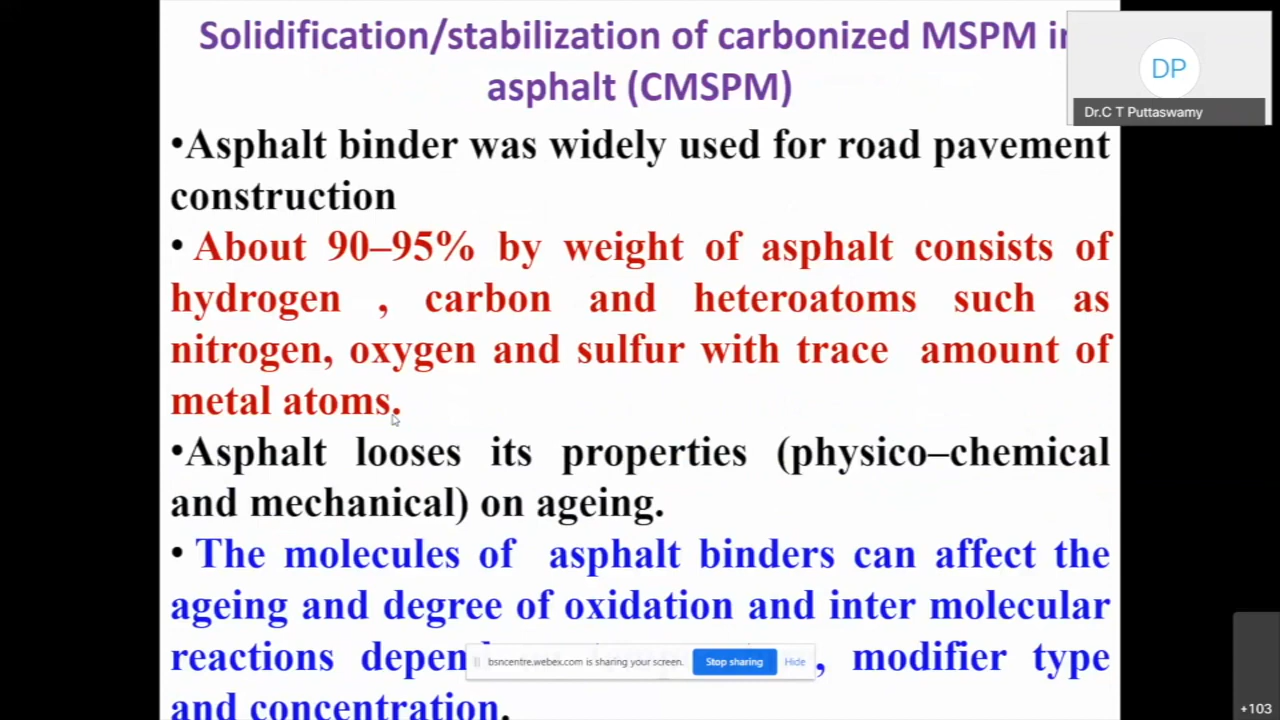 Solidification/stabilization of carbonized MSPM in
asphalt (CMSPM)
DP
Dr.C T Puttaswamy
•Asphalt binder was widely used for road pavement
construction
• About 90–95% by weight of asphalt consists of
hydrogen , carbon and heteroatoms such as
nitrogen, oxygen and sulfur with trace amount of
metal atoms.
•Asphalt looses its properties (physico–chemical
and mechanical) on ageing.
• The molecules of asphalt binders can affect the
ageing and degree of oxidation and inter molecular
reactions depend , modifier type
bsncentre.webex.com is sharing your screen. Stop sharing Hide
and concentration.
+103